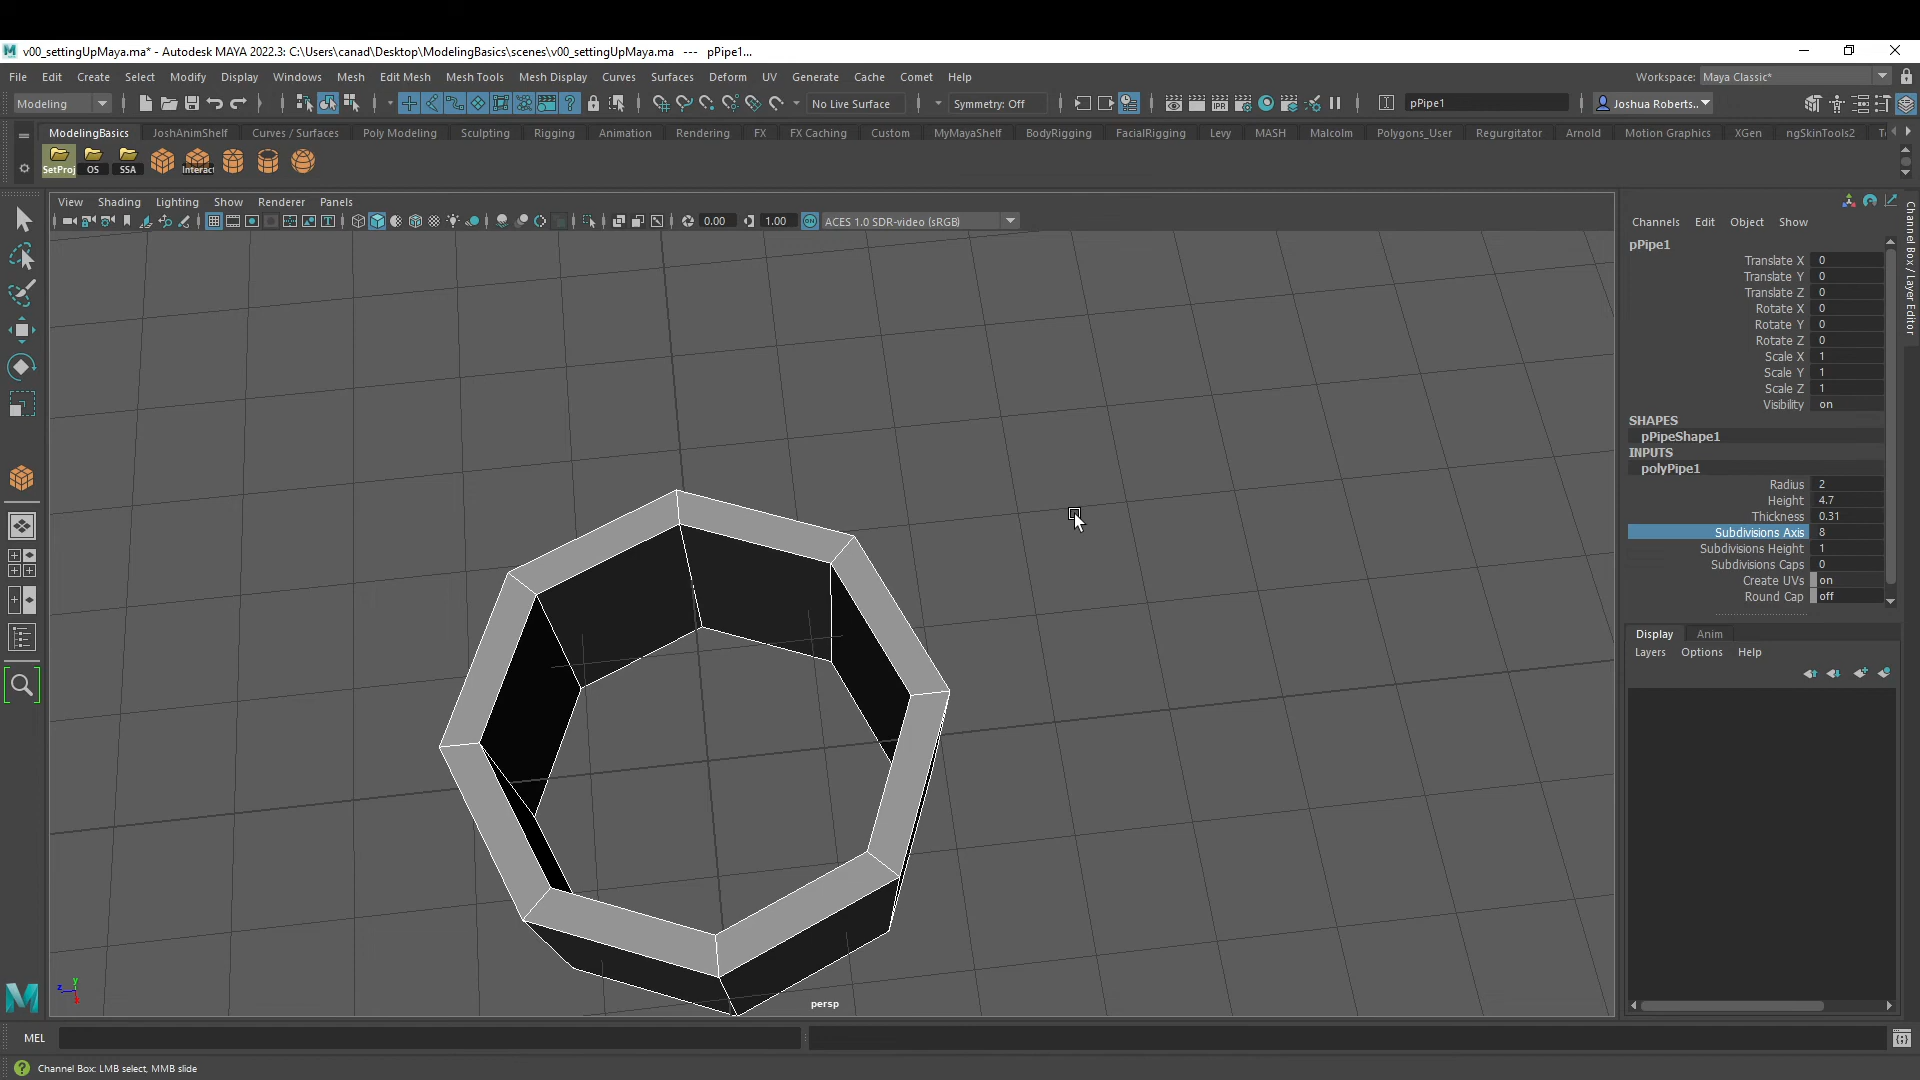 v00_settingUpMaya.ma* - Autodesk MAYA 2022.3: C:\Users\canad\Desktop\ModelingBasics\scenes\v00_settingUpMaya.ma --- pPipe1...
File Edit Create Select Modify Display Windows Mesh Edit Mesh Mesh Tools Mesh Display Curves Surfaces Deform UV Generate Cache Comet Help
Workspace: Maya Classic*
Modeling
No Live Surface
Symmetry: Off
IPR
pPipe1
Joshua Roberts..
ModelingBasics JoshAnimShelf Curves / Surfaces Poly Modeling Sculpting Rigging Animation Rendering FX FX Caching Custom MyMayaShelf BodyRigging FacialRigging Levy MASH Malcolm Polygons_User Regurgitator Arnold Motion Graphics XGen ngSkinTools2
SetProj OS SSA Interact
View Shading Lighting Show Renderer Panels
0.00 1.00 ON ACES 1.0 SDR-video (sRGB)
Channels Edit Object Show
pPipe1
Translate X 0
Translate Y 0
Translate Z 0
Rotate X 0
Rotate Y 0
Rotate Z 0
Scale X 1
Scale Y 1
Scale Z 1
Visibility on
SHAPES
pPipeShape1
INPUTS
polyPipe1
Radius 2
Height 4.7
Thickness 0.31
Subdivisions Axis 8
Subdivisions Height 1
Subdivisions Caps 0
Create UVs on
Round Cap off
Channel Box / Layer Editor
Display Anim
Layers Options Help
y
z
x
persp
M
MEL
Channel Box: LMB select, MMB slide